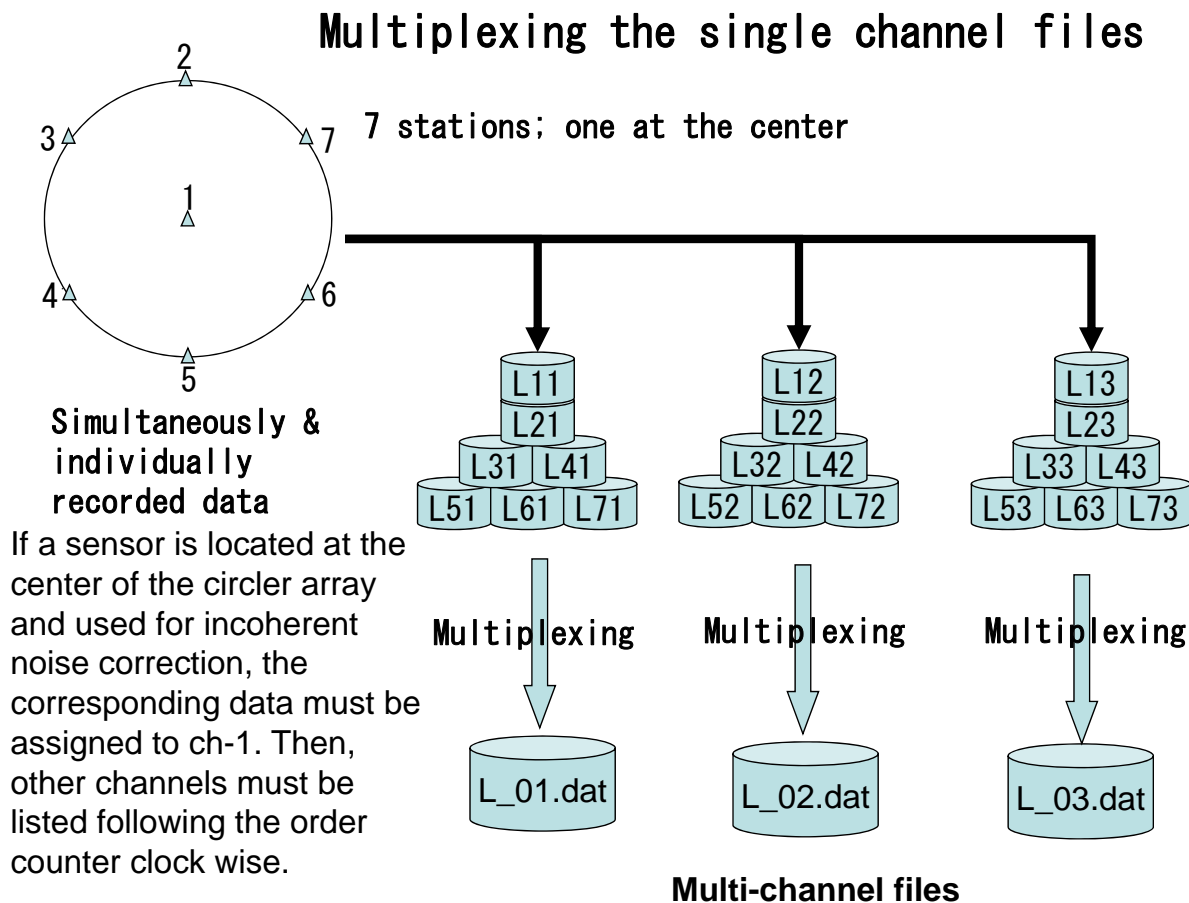 Multiplexing the single channel files
7 stations; one at the center
2
3
7
1
4
6
5
Simultaneously &
individually
recorded data
If a sensor is located at the
center of the circler array
and used for incoherent
noise correction, the
corresponding data must be
assigned to ch-1. Then,
other channels must be
listed following the order
counter clock wise.
L11
L21
L31 L41
L51 L61 L71
Multiplexing
L_01.dat
L12
L22
L32 L42
L52 L62 L72
Multiplexing
L_02.dat
L13
L23
L33 L43
L53 L63 L73
Multiplexing
L_03.dat
Multi-channel files